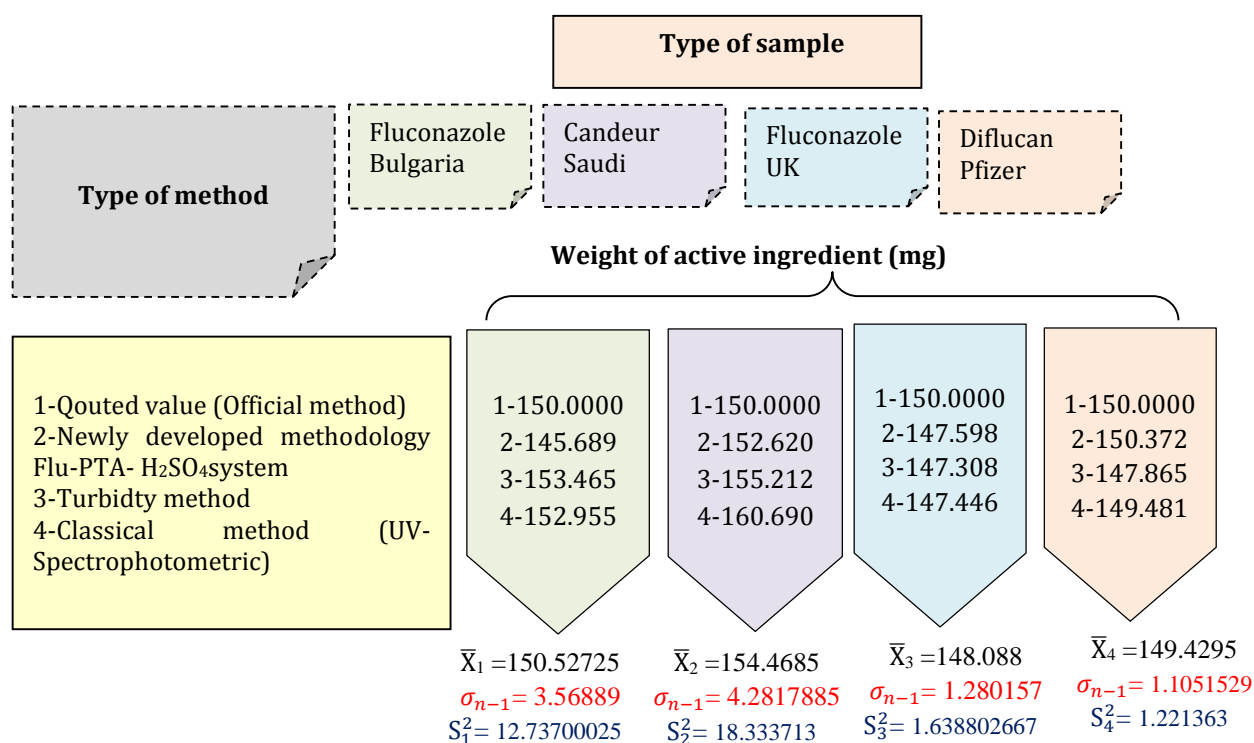 Type of sample
Fluconazole
Bulgaria
Candeur
Saudi
Fluconazole
UK
Diflucan
Pfizer
Type of method
Weight of active ingredient (mg)
1-Qouted value (Official method)
2-Newly developed methodology
Flu-PTA- H₂SO₄system
3-Turbidty method
4-Classical method (UV-
Spectrophotometric)
1-150.0000
2-145.689
3-153.465
4-152.955
1-150.0000
2-152.620
3-155.212
4-160.690
1-150.0000
2-147.598
3-147.308
4-147.446
1-150.0000
2-150.372
3-147.865
4-149.481
X̅₁ =150.52725
σₙ₋₁= 3.56889
S₁²= 12.73700025
X̅₂ =154.4685
σₙ₋₁= 4.2817885
S₂²= 18.333713
X̅₃ =148.088
σₙ₋₁= 1.280157
S₃²= 1.638802667
X̅₄ =149.4295
σₙ₋₁= 1.1051529
S₄²= 1.221363